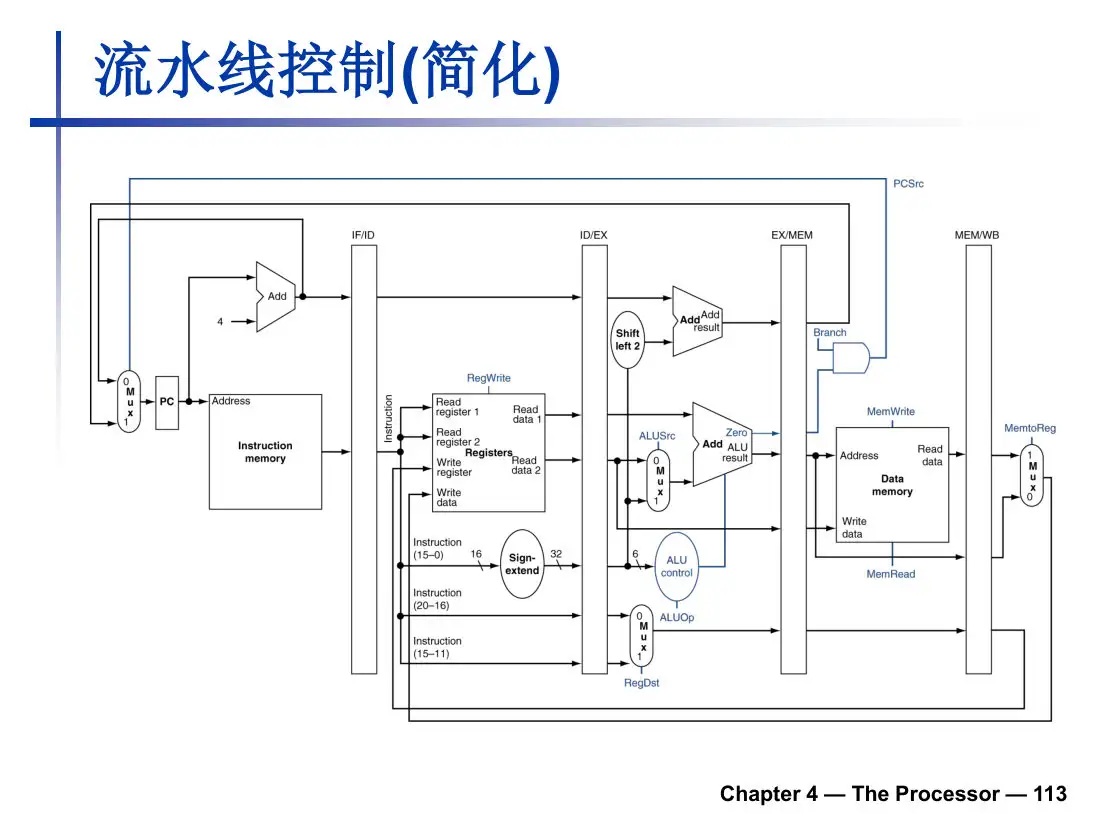 流水线控制(简化)
PCSrc
IF/ID
ID/EX
EX/MEM
MEM/WB
Add
4
Shift
left 2
Add
Add
result
Branch
0
M
u
x
1
PC
Address
Instruction
memory
Instruction
RegWrite
Read
register 1
Read
register 2
Write
register
Write
data
Registers
Read
data 1
Read
data 2
ALUSrc
0
M
u
x
1
Zero
Add
ALU
result
MemWrite
Address
Read
data
Data
memory
Write
data
MemRead
MemtoReg
1
M
u
x
0
Instruction
(15–0)
16
Sign-
extend
32
6
ALU
control
ALUOp
Instruction
(20–16)
Instruction
(15–11)
0
M
u
x
1
RegDst
Chapter 4 — The Processor — 113